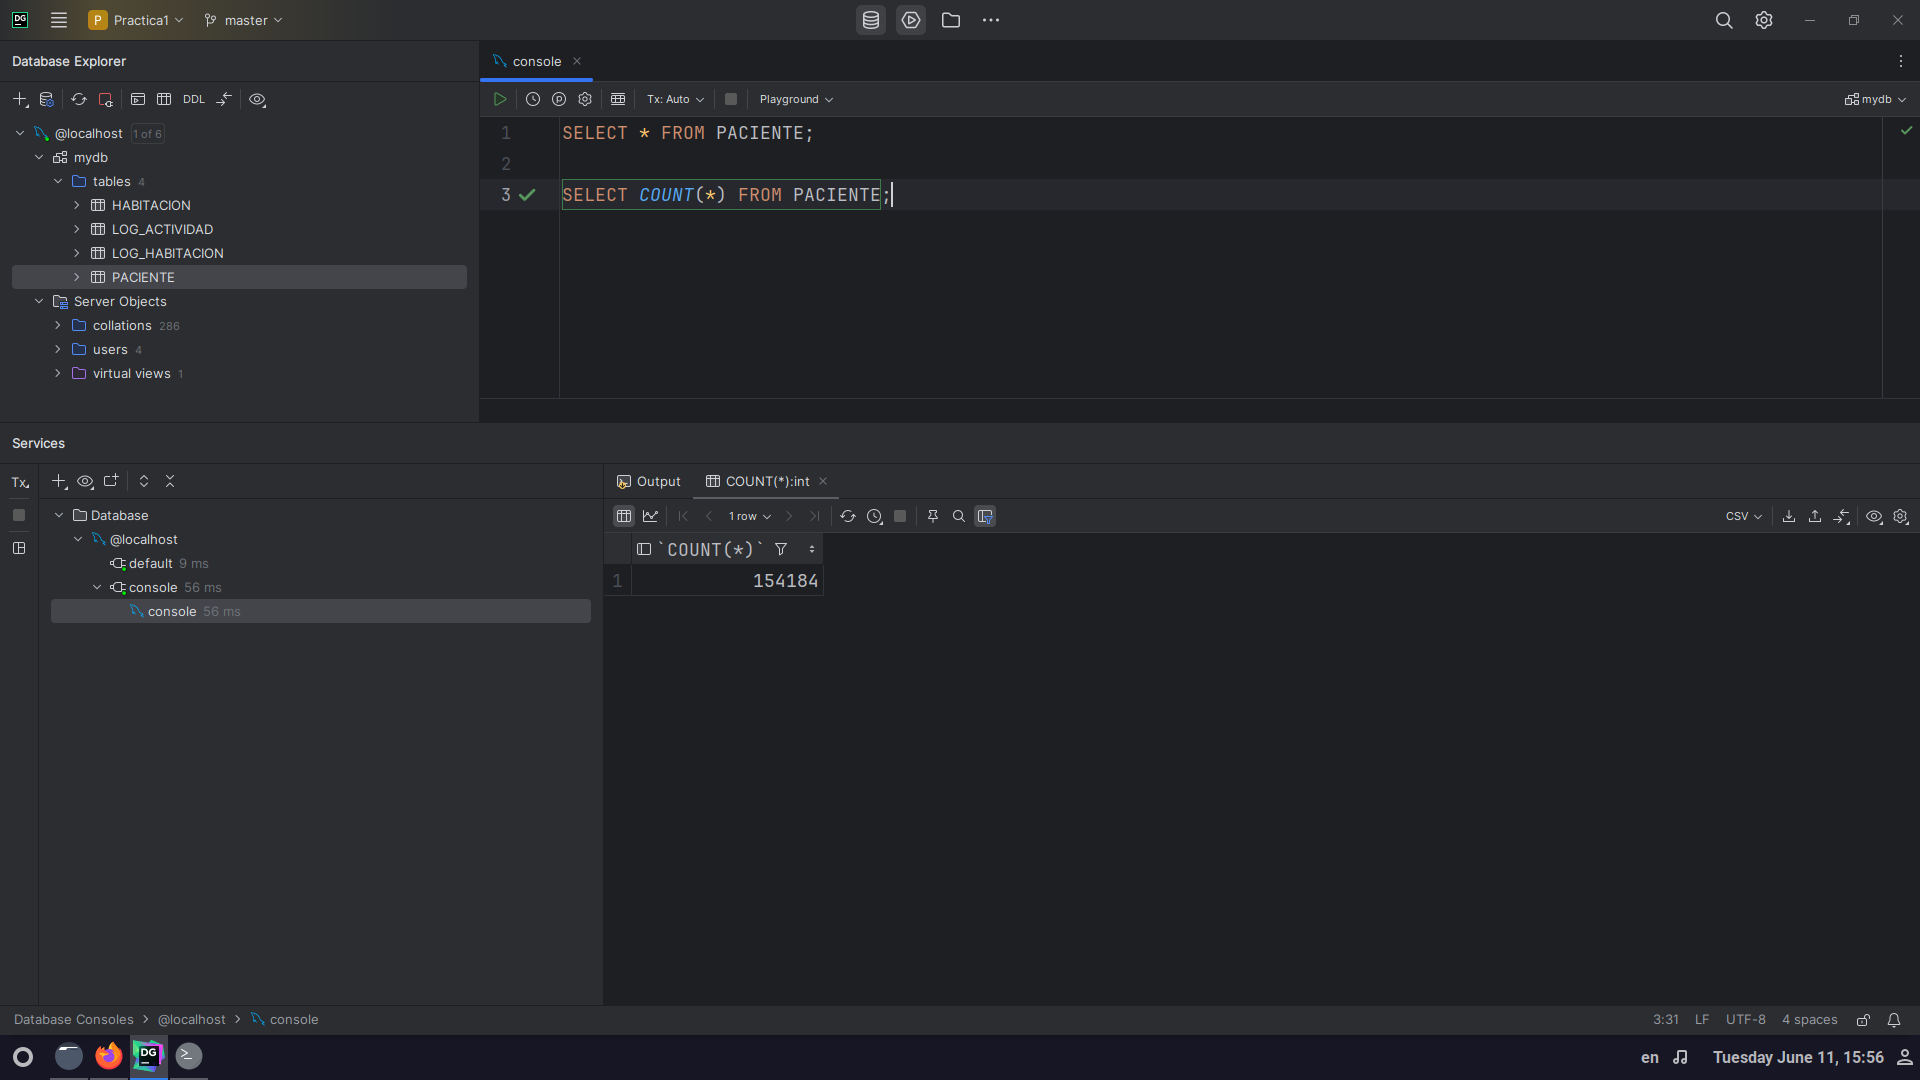 DG
P Practica1
master
Database Explorer
console
DDL
Tx: Auto
Playground
mydb
@localhost 1 of 6
mydb
tables 4
HABITACION
LOG_ACTIVIDAD
LOG_HABITACION
PACIENTE
Server Objects
collations 286
users 4
virtual views 1
1 SELECT * FROM PACIENTE;
2
3 SELECT COUNT(*) FROM PACIENTE;
Services
Tx
Database
@localhost
default 9 ms
console 56 ms
console 56 ms
Output
COUNT(*):int
1 row
CSV
`COUNT(*)`
1 154184
Database Consoles > @localhost > console
3:31 LF UTF-8 4 spaces
DG
en
Tuesday June 11, 15:56